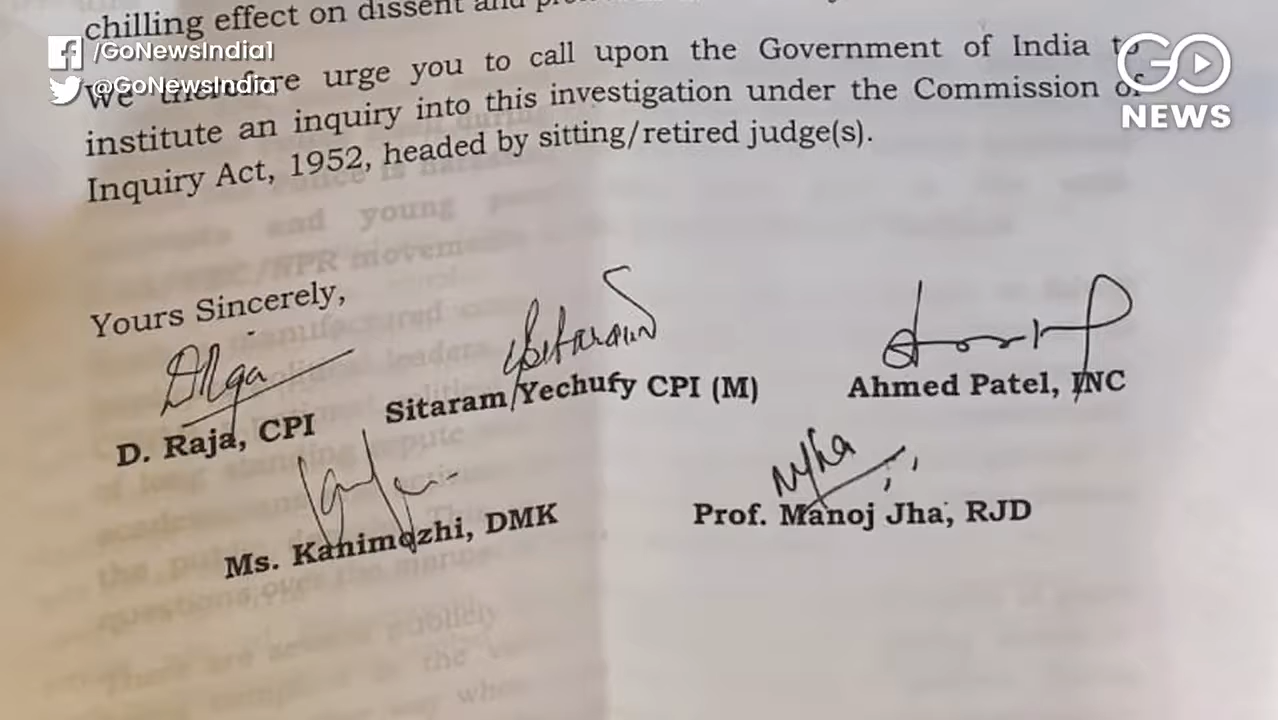 chilling effect on dissent and
/GoNewsIndia1
@GoNewsIndia
GO
NEWS
We therefore urge you to call upon the Government of India to
institute an inquiry into this investigation under the Commission of
Inquiry Act, 1952, headed by sitting/retired judge(s).
Yours Sincerely,
D. Raja, CPI
Sitaram Yechufy CPI (M)
Ahmed Patel, INC
Ms. Kanimozhi, DMK
Prof. Manoj Jha, RJD